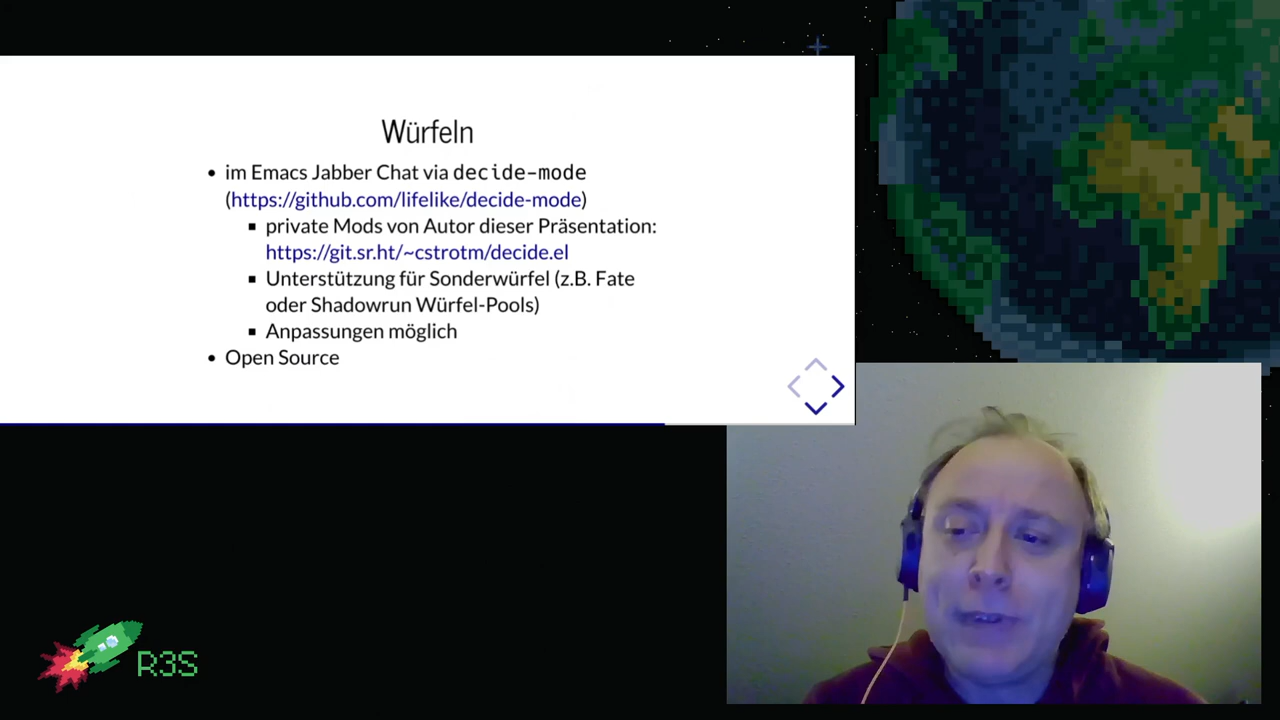 Würfeln
• im Emacs Jabber Chat via decide-mode
(https://github.com/lifelike/decide-mode)
▪ private Mods von Autor dieser Präsentation:
https://git.sr.ht/~cstrotm/decide.el
▪ Unterstützung für Sonderwürfel (z.B. Fate
oder Shadowrun Würfel-Pools)
▪ Anpassungen möglich
• Open Source
R3S